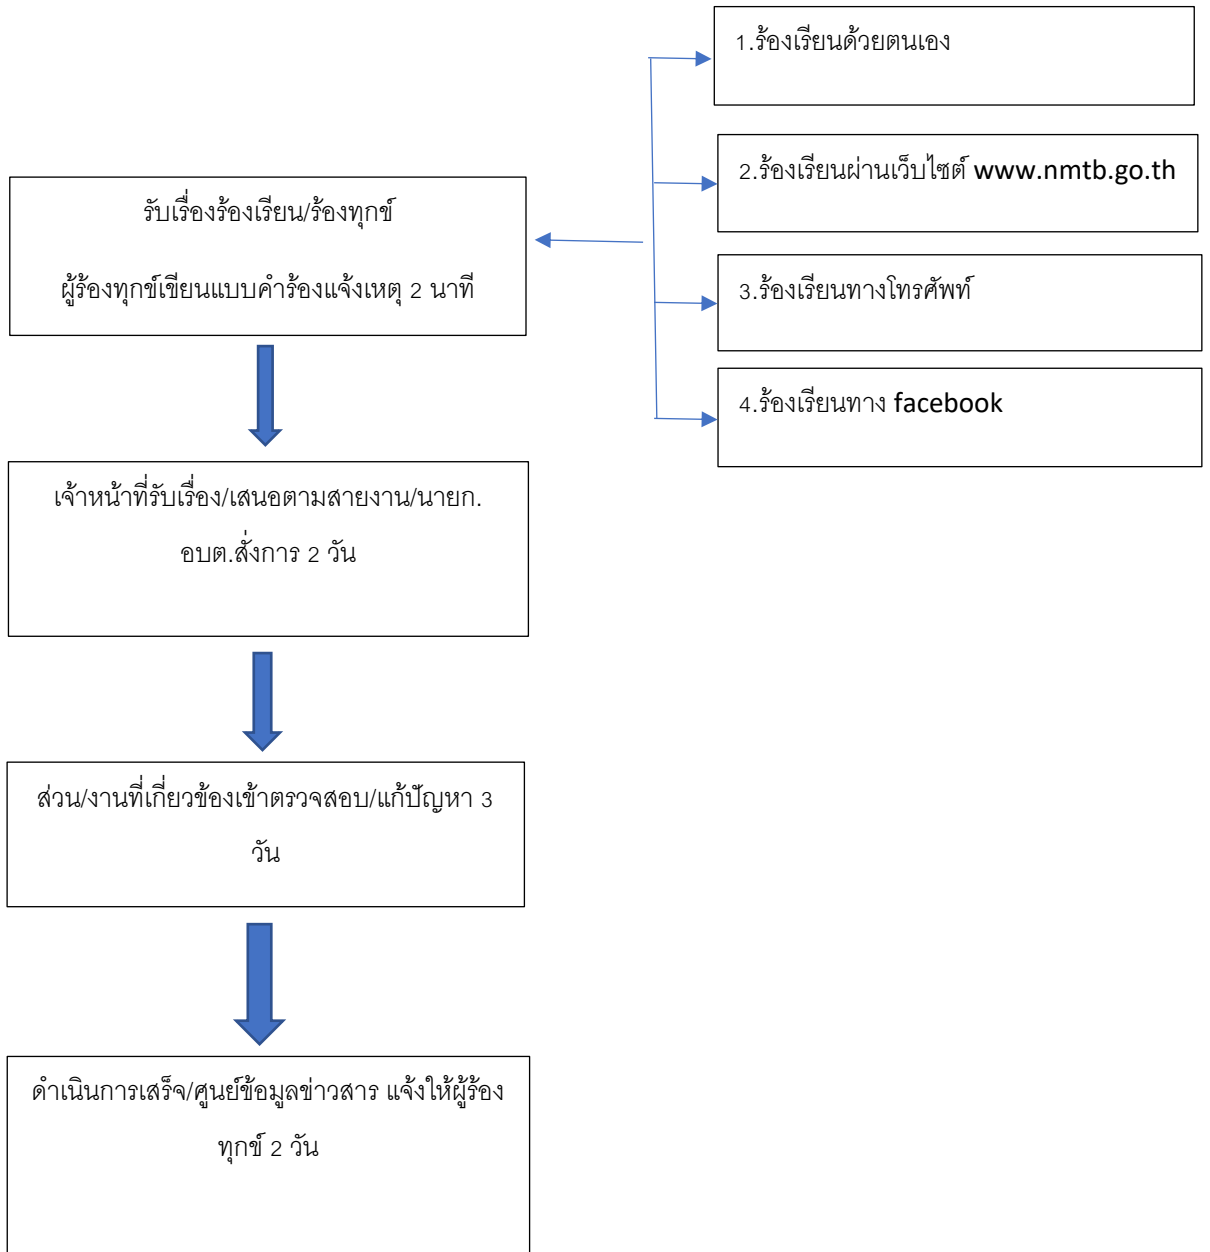 1.ร้องเรียนด้วยตนเอง
2.ร้องเรียนผ่านเว็บไซต์ www.nmtb.go.th
3.ร้องเรียนทางโทรศัพท์
4.ร้องเรียนทาง facebook
รับเรื่องร้องเรียน/ร้องทุกข์
ผู้ร้องทุกข์เขียนแบบคำร้องแจ้งเหตุ 2 นาที
เจ้าหน้าที่รับเรื่อง/เสนอตามสายงาน/นายก.
อบต.สั่งการ 2 วัน
ส่วน/งานที่เกี่ยวข้องเข้าตรวจสอบ/แก้ปัญหา 3
วัน
ดำเนินการเสร็จ/ศูนย์ข้อมูลข่าวสาร แจ้งให้ผู้ร้อง
ทุกข์ 2 วัน